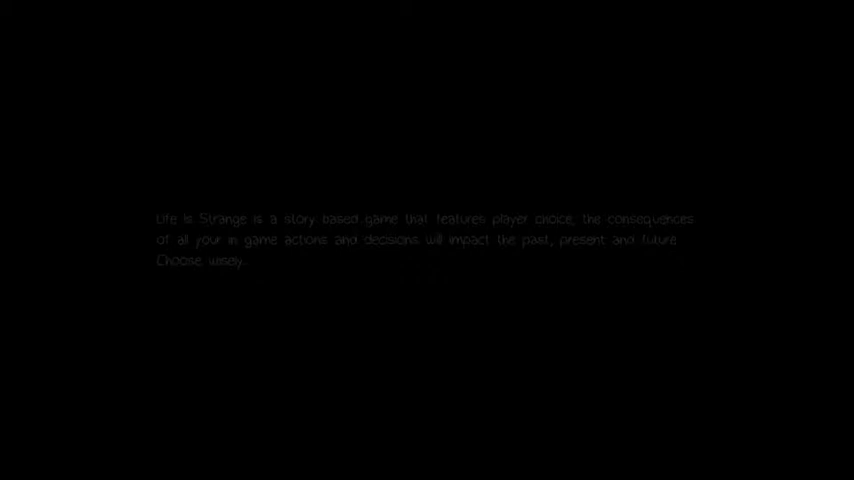 Life Is Strange is a story based game that features player choice, the consequences
of all your in game actions and decisions will impact the past, present and future.
Choose wisely...